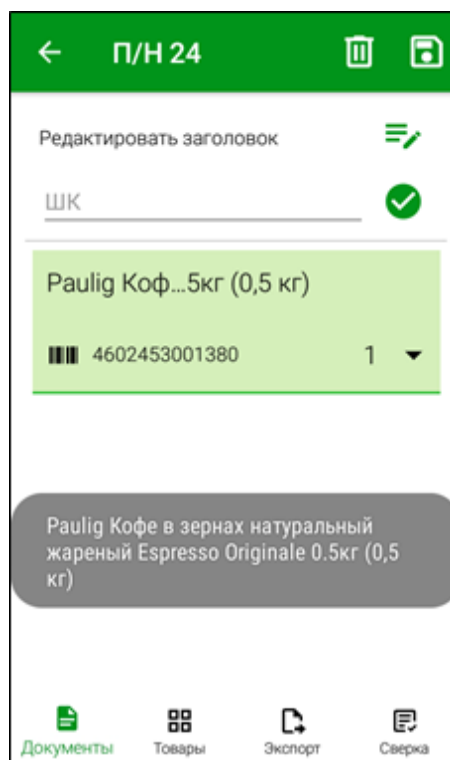 П/Н 24
Редактировать заголовок
ШК
Paulig Коф...5кг (0,5 кг)
4602453001380 1
Paulig Кофе в зернах натуральный
жареный Espresso Originale 0.5кг (0,5
кг)
Документы Товары Экспорт Сверка